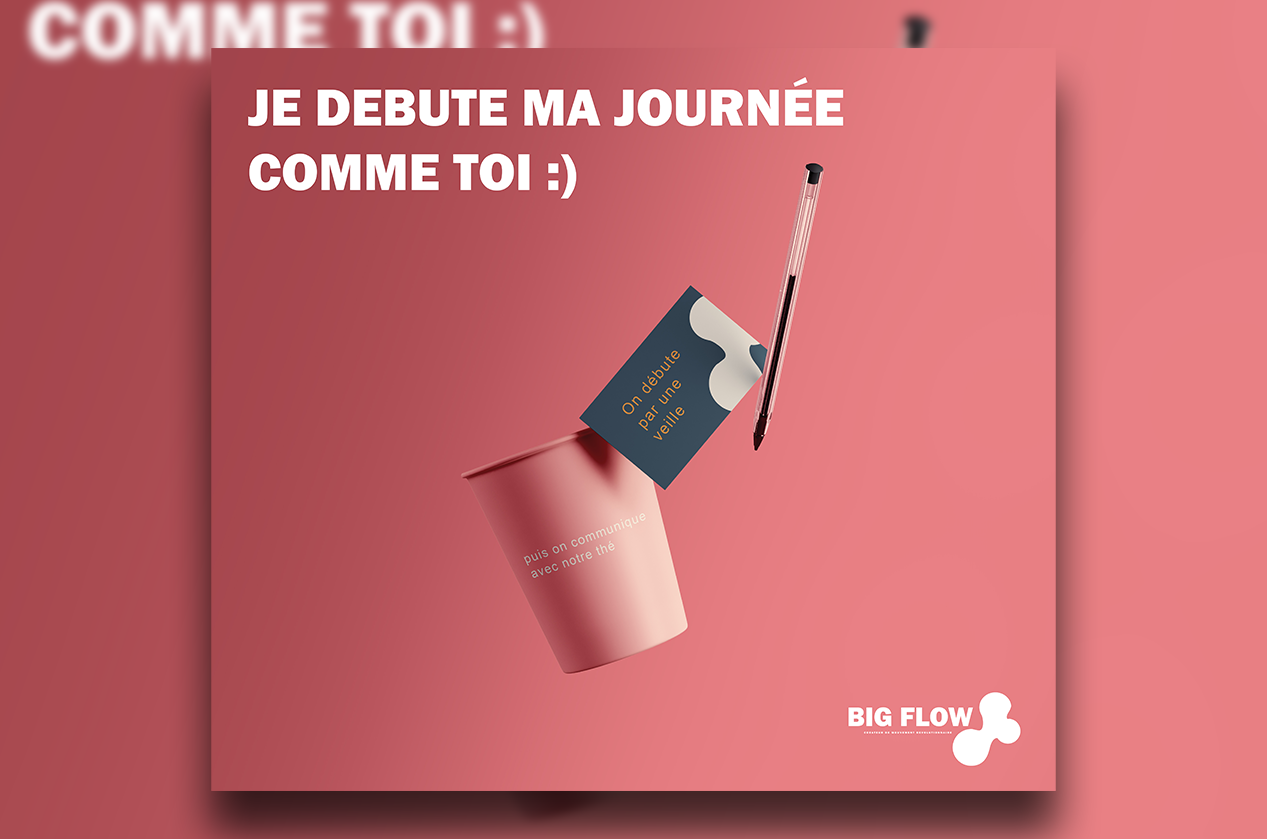 COMME TOI :)
JE DEBUTE MA JOURNÉE
COMME TOI :)
On débute
par une
veille
puis on communique
avec notre thé
BIG FLOW